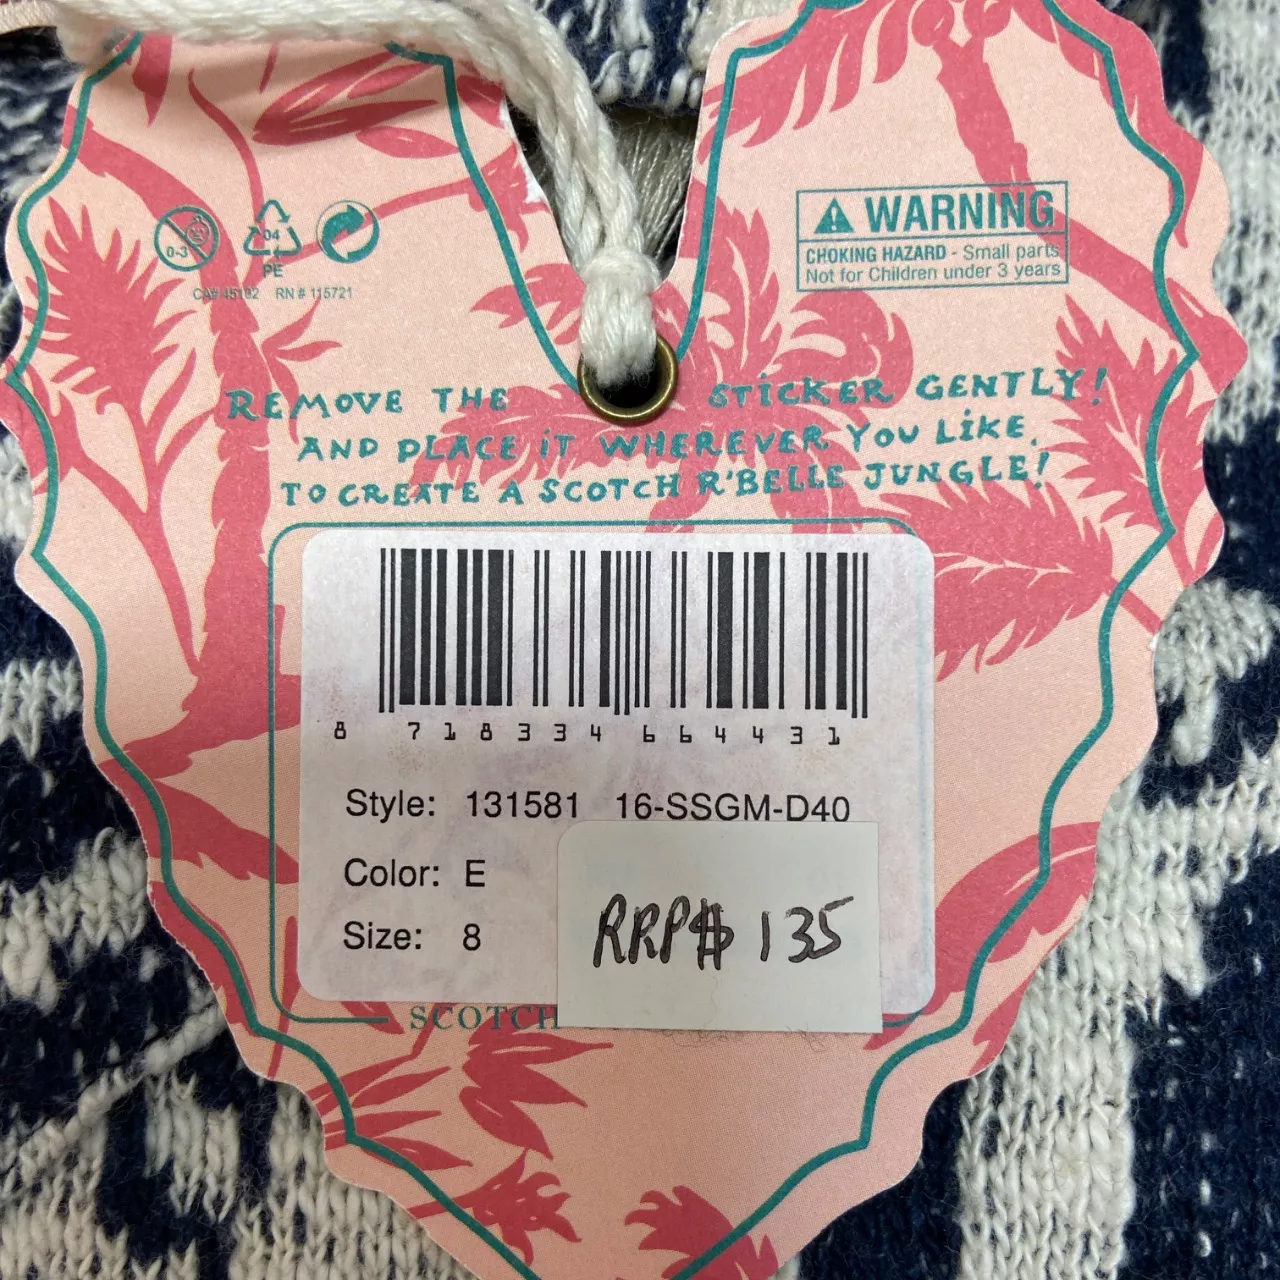 WARNING
CHOKING HAZARD - Small parts
Not for Children under 3 years
0-3
04
PE
CA# 45182 RN # 115721
REMOVE THE STICKER GENTLY!
AND PLACE iT WHEREVER YOU LiKE,
TO CREATE A SCOTCH R'BELLE JUNGLE!
8 718334 664431
Style: 131581 16-SSGM-D40
Color: E
Size: 8
RRP$ 135
SCOTCH